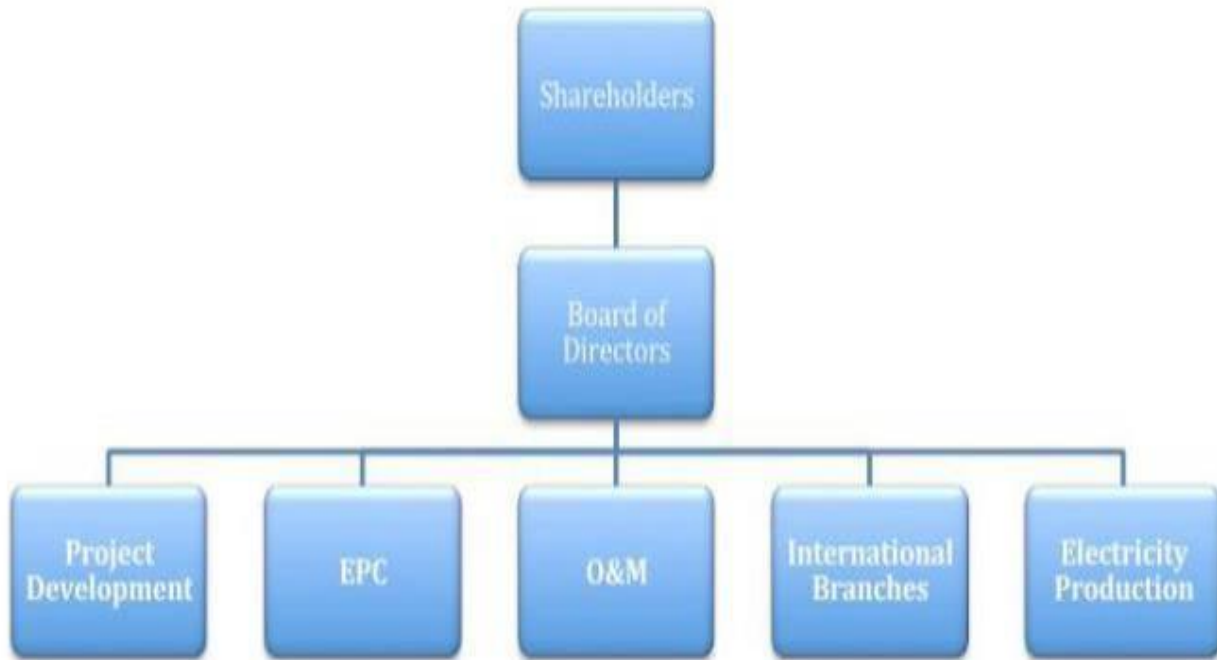 Shareholders
Board of
Directors
Project
Development
EPC
O&M
International
Branches
Electricity
Production